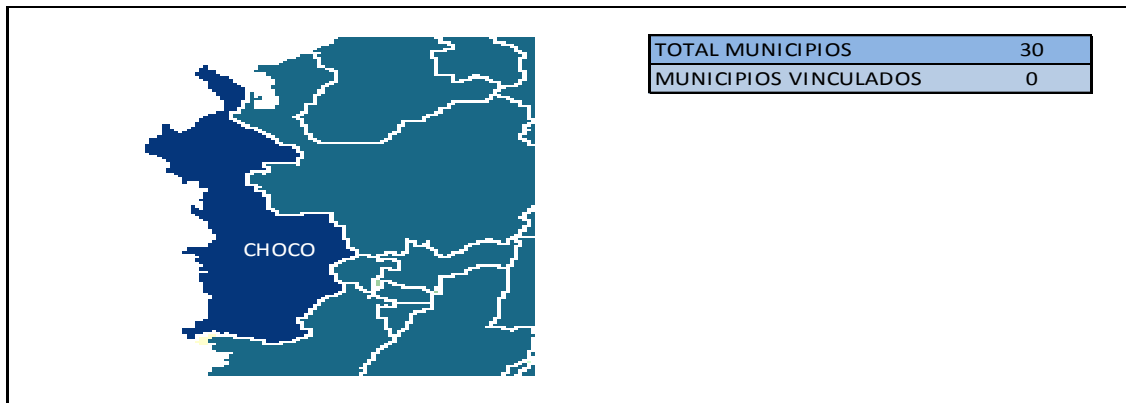 TOTAL MUNICIPIOS 30
MUNICIPIOS VINCULADOS 0
CHOCO